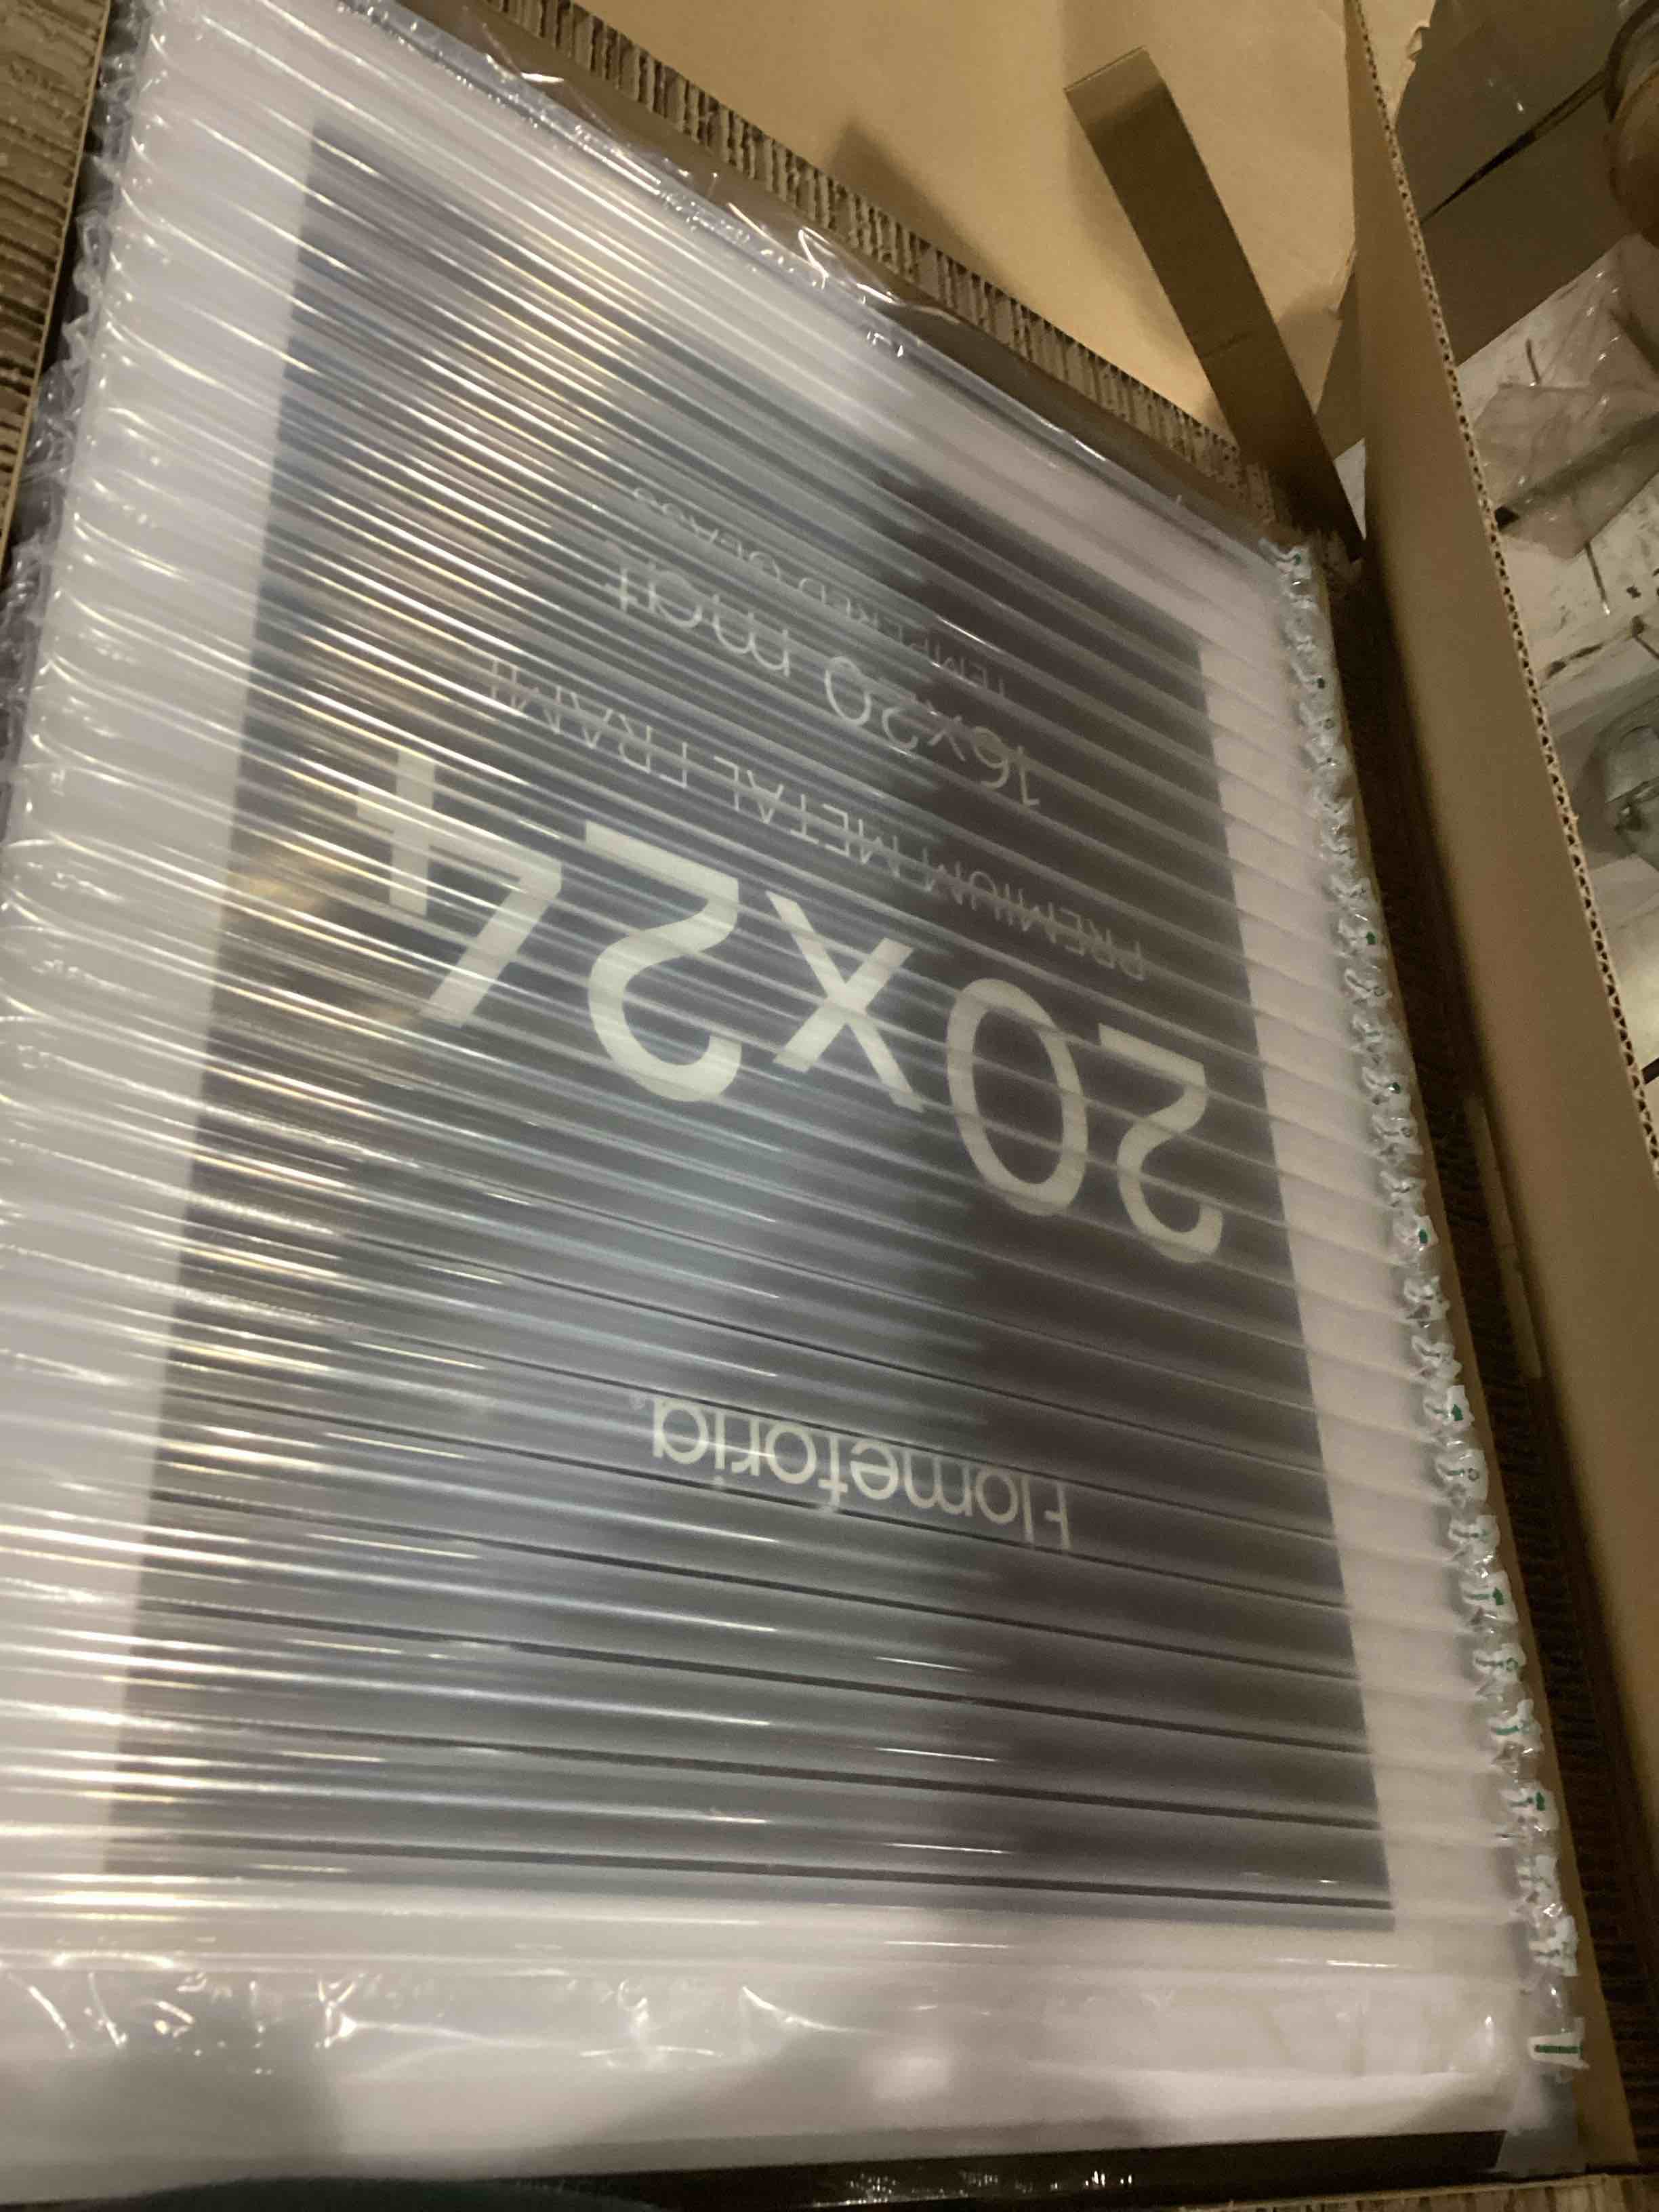 Hometoria
20x24
PREMIUM METAL FRAME
16x20 mat
TEMPERED GLASS